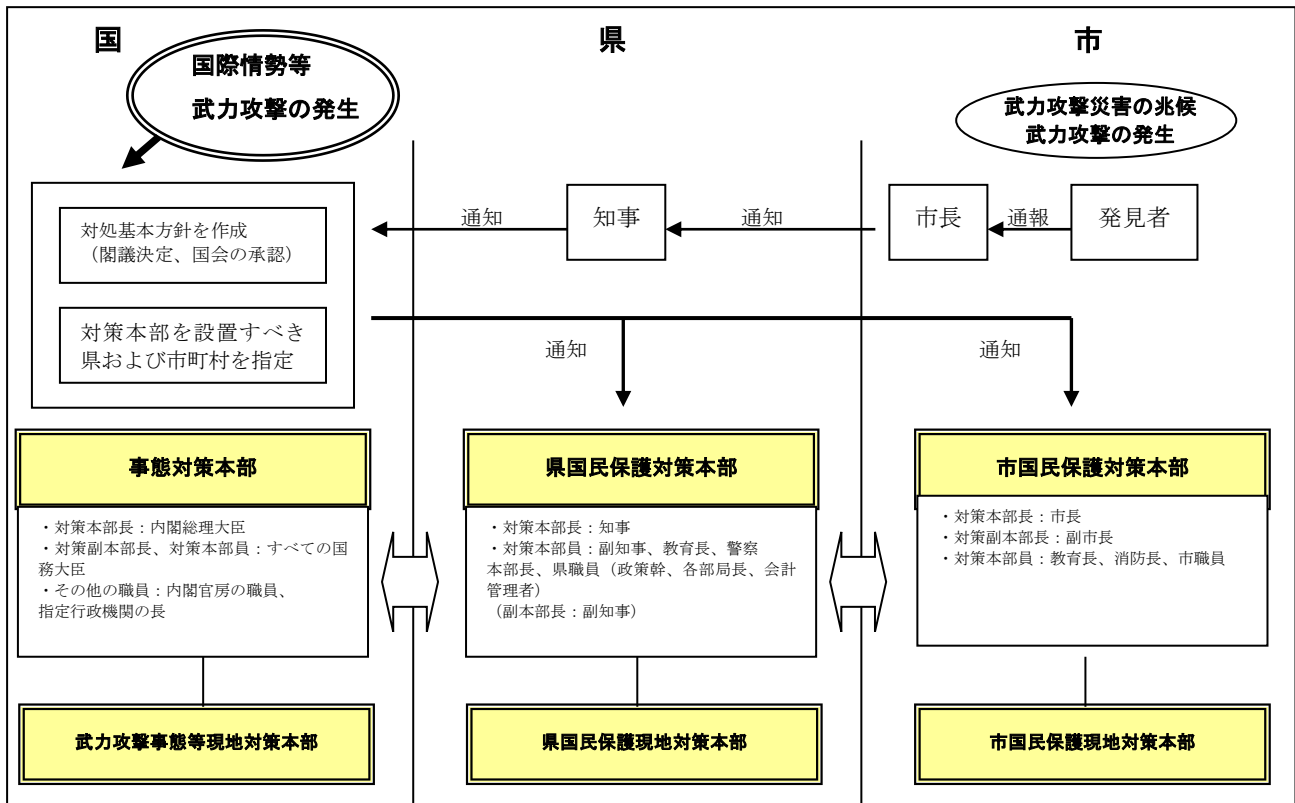 国
県
市
国際情勢等
武力攻撃の発生
武力攻撃災害の兆候
武力攻撃の発生
対処基本方針を作成
（閣議決定、国会の承認）
対策本部を設置すべき
県および市町村を指定
通知
知事
通知
市長
通報
発見者
通知
通知
事態対策本部
・対策本部長：内閣総理大臣
・対策副本部長、対策本部員：すべての国
務大臣
・その他の職員：内閣官房の職員、
指定行政機関の長
県国民保護対策本部
・対策本部長：知事
・対策本部員：副知事、教育長、警察
本部長、県職員（政策幹、各部局長、会計
管理者）
（副本部長：副知事）
市国民保護対策本部
・対策本部長：市長
・対策副本部長：副市長
・対策本部員：教育長、消防長、市職員
武力攻撃事態等現地対策本部
県国民保護現地対策本部
市国民保護現地対策本部